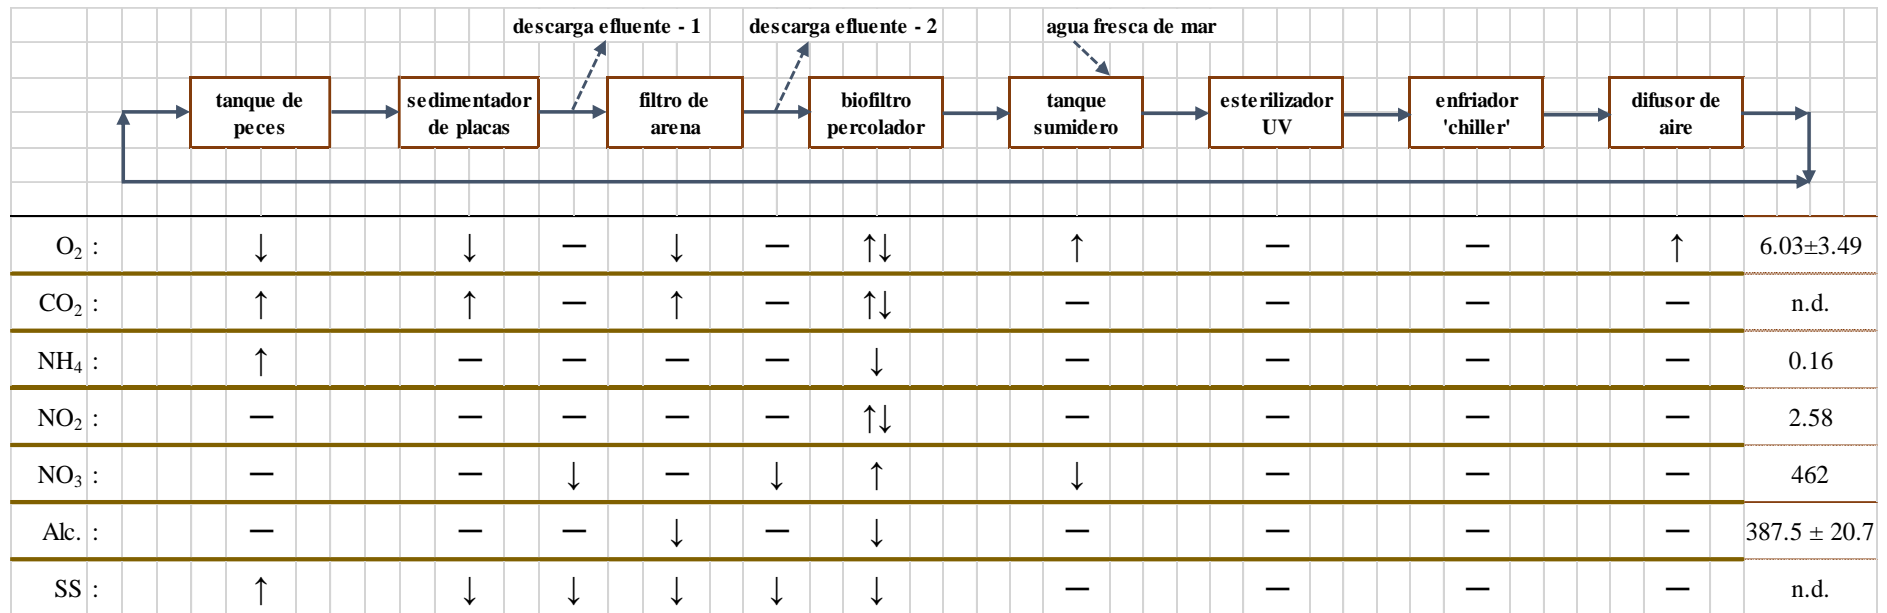 descarga efluente - 1 descarga efluente - 2 agua fresca de mar
tanque de peces sedimentador de placas filtro de arena biofiltro percolador tanque sumidero esterilizador UV enfriador 'chiller' difusor de aire
O₂ : ↓ ↓ — ↓ — ↑↓ ↑ — — ↑ 6.03±3.49
CO₂ : ↑ ↑ — ↑ — ↑↓ — — — — n.d.
NH₄ : ↑ — — — — ↓ — — — — 0.16
NO₂ : — — — — — ↑↓ — — — — 2.58
NO₃ : — — ↓ — ↓ ↑ ↓ — — — 462
Alc. : — — — ↓ — ↓ — — — — 387.5 ± 20.7
SS : ↑ ↓ ↓ ↓ ↓ ↓ — — — — n.d.